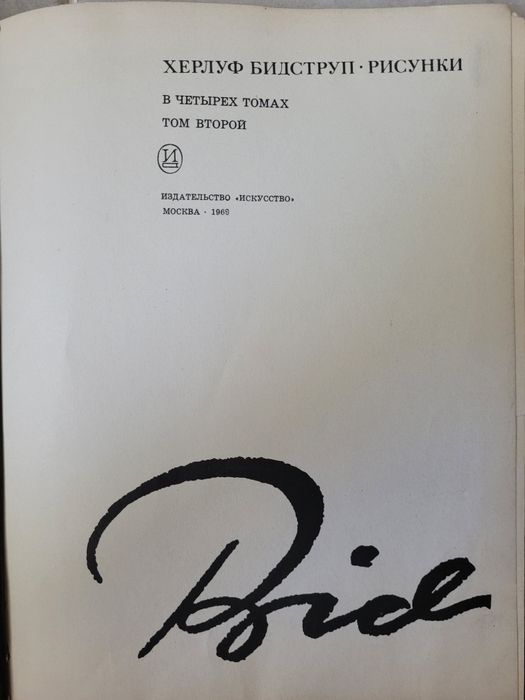 ХЕРЛУФ БИДСТРУП · РИСУНКИ
В ЧЕТЫРЕХ ТОМАХ
ТОМ ВТОРОЙ
И
ИЗДАТЕЛЬСТВО «ИСКУССТВО»
МОСКВА · 1969
Bid